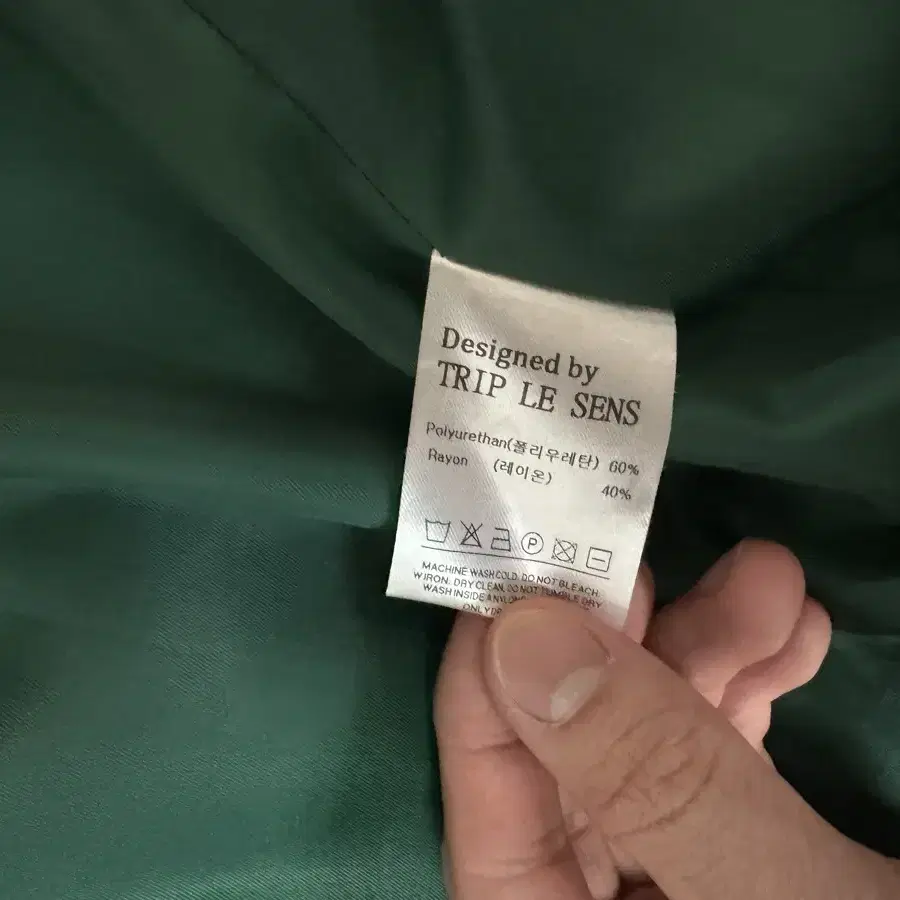 Designed by
TRIP LE SENS
Polyurethan(폴리우레탄) 60%
Rayon (레이온) 40%
P
MACHINE WASH COLD. DO NOT BLEACH.
W IRON. DRY CLEAN. DO NOT TUMBLE DRY
WASH INSIDE A
ONLY